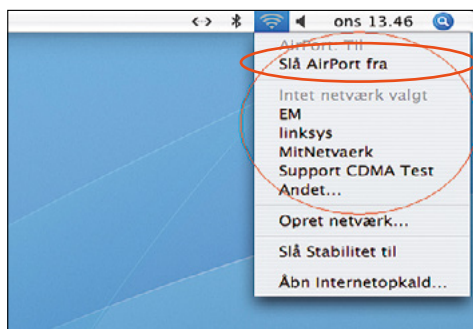 ons 13.46
AirPort: Til
Slå AirPort fra
Intet netværk valgt
EM
linksys
MitNetvaerk
Support CDMA Test
Andet...
Opret netværk...
Slå Stabilitet til
Åbn Internetopkald...